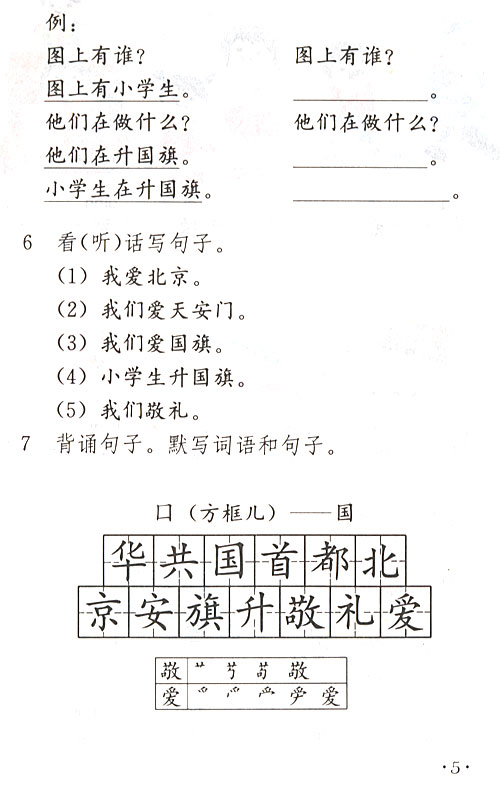 例：
图上有谁？ 图上有谁？
图上有小学生。 。
他们在做什么？ 他们在做什么？
他们在升国旗。 。
小学生在升国旗。 。
6 看（听）话写句子。
（1）我爱北京。
（2）我们爱天安门。
（3）我们爱国旗。
（4）小学生升国旗。
（5）我们敬礼。
7 背诵句子。默写词语和句子。
囗（方框儿）——国
华共国首都北
京安旗升敬礼爱
敬 艹 芍 苟 敬
爱 爫 爱
·5·